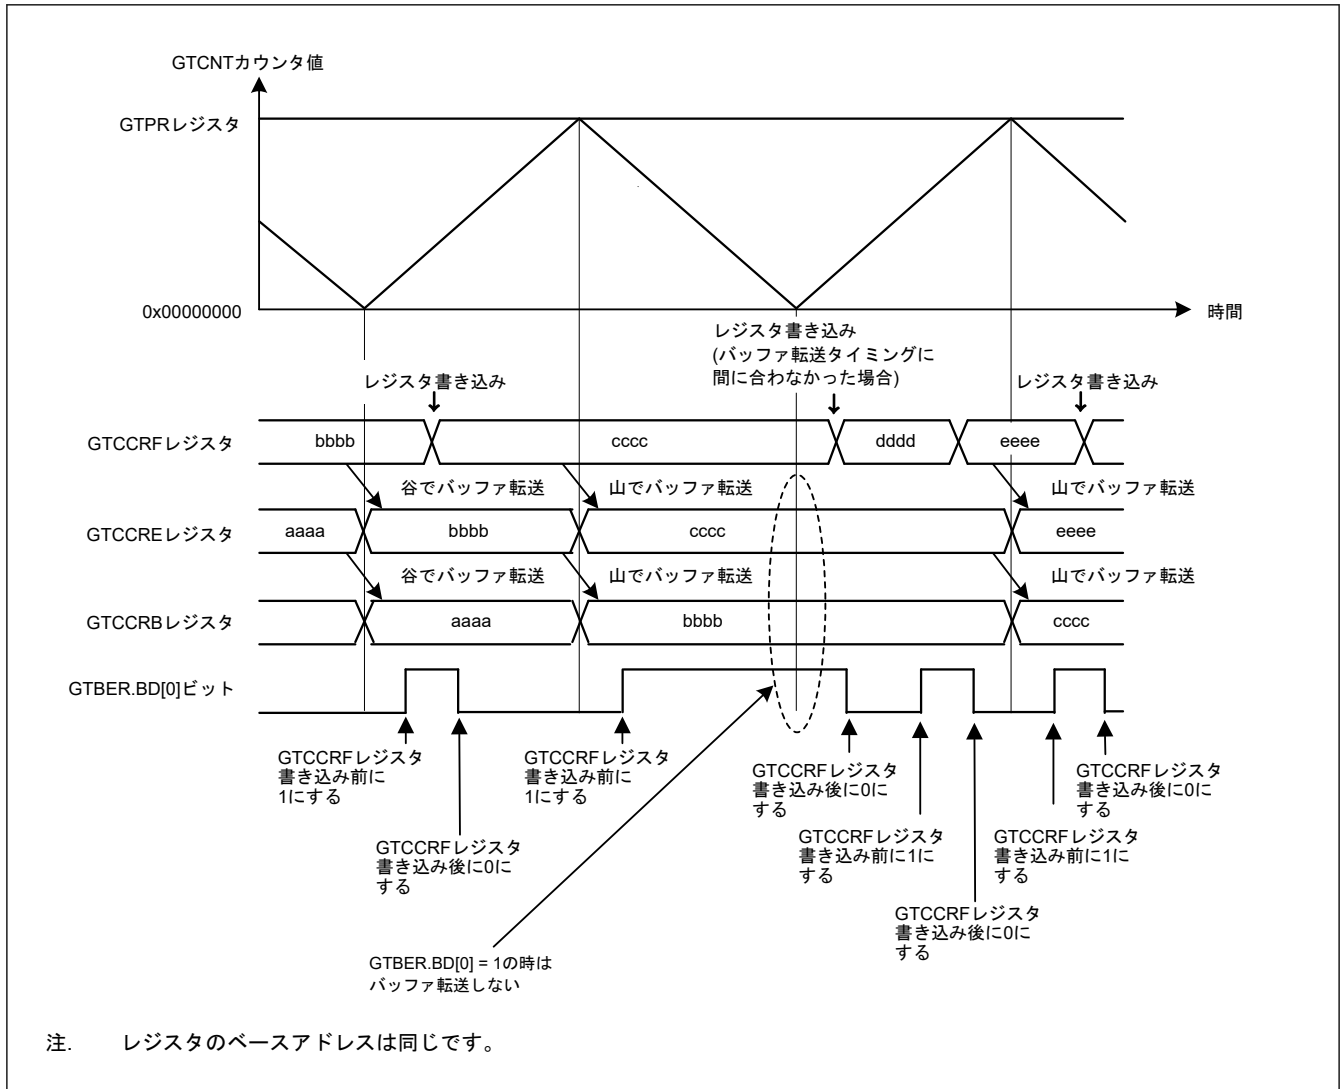 GTCNTカウンタ値
GTPRレジスタ
0x00000000
時間
レジスタ書き込み
レジスタ書き込み
(バッファ転送タイミングに
間に合わなかった場合)
レジスタ書き込み
GTCCRFレジスタ
bbbb
cccc
dddd
eeee
谷でバッファ転送
山でバッファ転送
山でバッファ転送
GTCCREレジスタ
aaaa
bbbb
cccc
eeee
谷でバッファ転送
山でバッファ転送
山でバッファ転送
GTCCRBレジスタ
aaaa
bbbb
cccc
GTBER.BD[0]ビット
GTCCRFレジスタ
書き込み前に
1にする
GTCCRFレジスタ
書き込み後に0に
する
GTCCRFレジスタ
書き込み前に
1にする
GTCCRFレジスタ
書き込み後に0に
する
GTCCRFレジスタ
書き込み前に1に
する
GTCCRFレジスタ
書き込み後に0に
する
GTCCRFレジスタ
書き込み前に1に
する
GTCCRFレジスタ
書き込み後に0に
する
GTBER.BD[0] = 1の時は
バッファ転送しない
注. レジスタのベースアドレスは同じです。